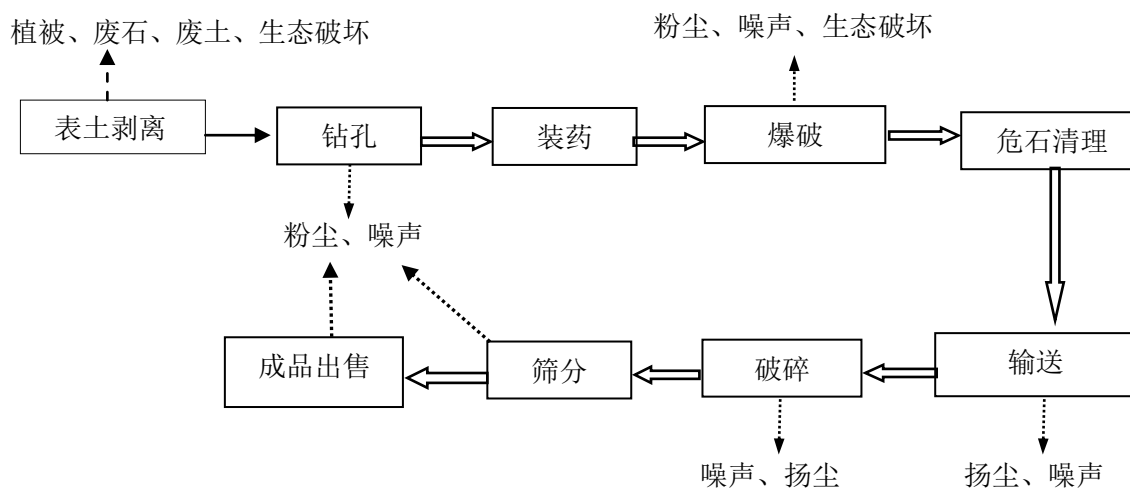 植被、废石、废土、生态破坏
粉尘、噪声、生态破坏
表土剥离
钻孔
装药
爆破
危石清理
粉尘、噪声
成品出售
筛分
破碎
输送
噪声、扬尘
扬尘、噪声